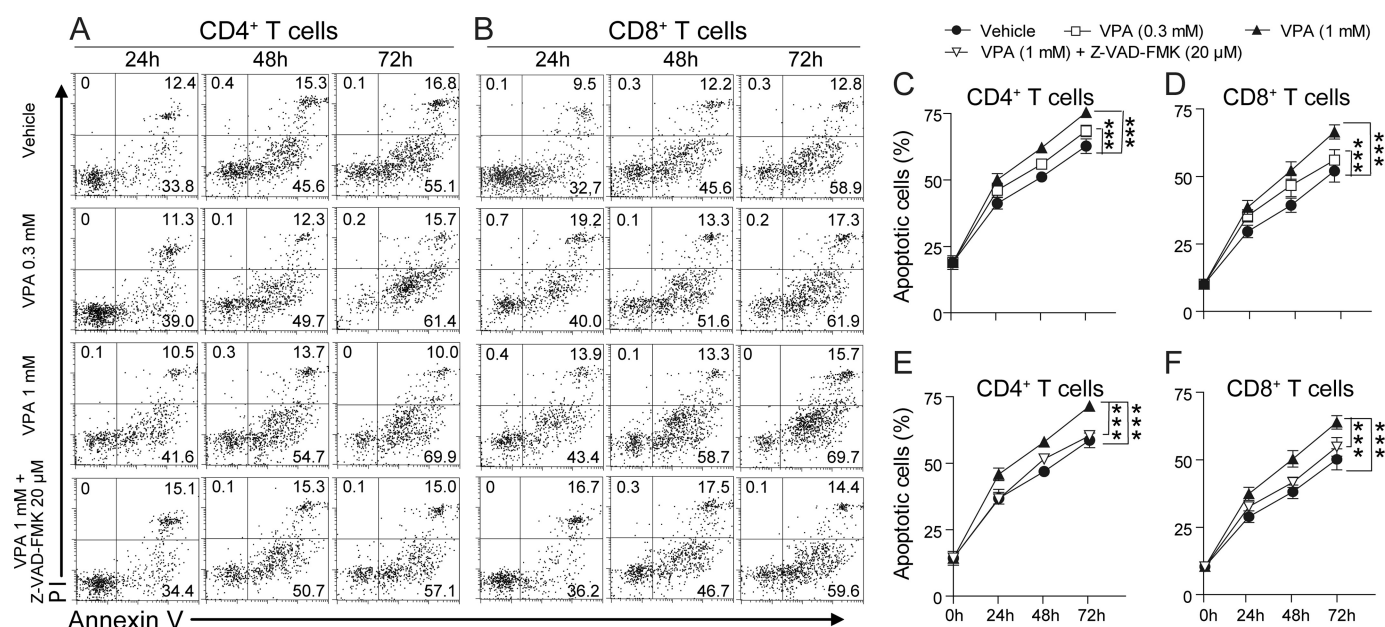 A
CD4⁺ T cells
24h
48h
72h
B
CD8⁺ T cells
24h
48h
72h
Vehicle
0
12.4
33.8
0.4
15.3
45.6
0.1
16.8
55.1
0.1
9.5
32.7
0.3
12.2
45.6
0.3
12.8
58.9
VPA 0.3 mM
0
11.3
39.0
0.1
12.3
49.7
0.2
15.7
61.4
0.7
19.2
40.0
0.1
13.3
51.6
0.2
17.3
61.9
VPA 1 mM
0.1
10.5
41.6
0.3
13.7
54.7
0
10.0
69.9
0.4
13.9
43.4
0.1
13.3
58.7
0
15.7
69.7
VPA 1 mM +
Z-VAD-FMK 20 µM
0
15.1
34.4
0.1
15.3
50.7
0.1
15.0
57.1
0
16.7
36.2
0.3
17.5
46.7
0.1
14.4
59.6
PI
Annexin V
Vehicle
VPA (0.3 mM)
VPA (1 mM)
VPA (1 mM) + Z-VAD-FMK (20 µM)
C
CD4⁺ T cells
Apoptotic cells (%)
75
50
25
0
***
***
D
CD8⁺ T cells
75
50
25
0
***
***
E
CD4⁺ T cells
Apoptotic cells (%)
75
50
25
0
0h
24h
48h
72h
***
***
F
CD8⁺ T cells
75
50
25
0
0h
24h
48h
72h
***
***